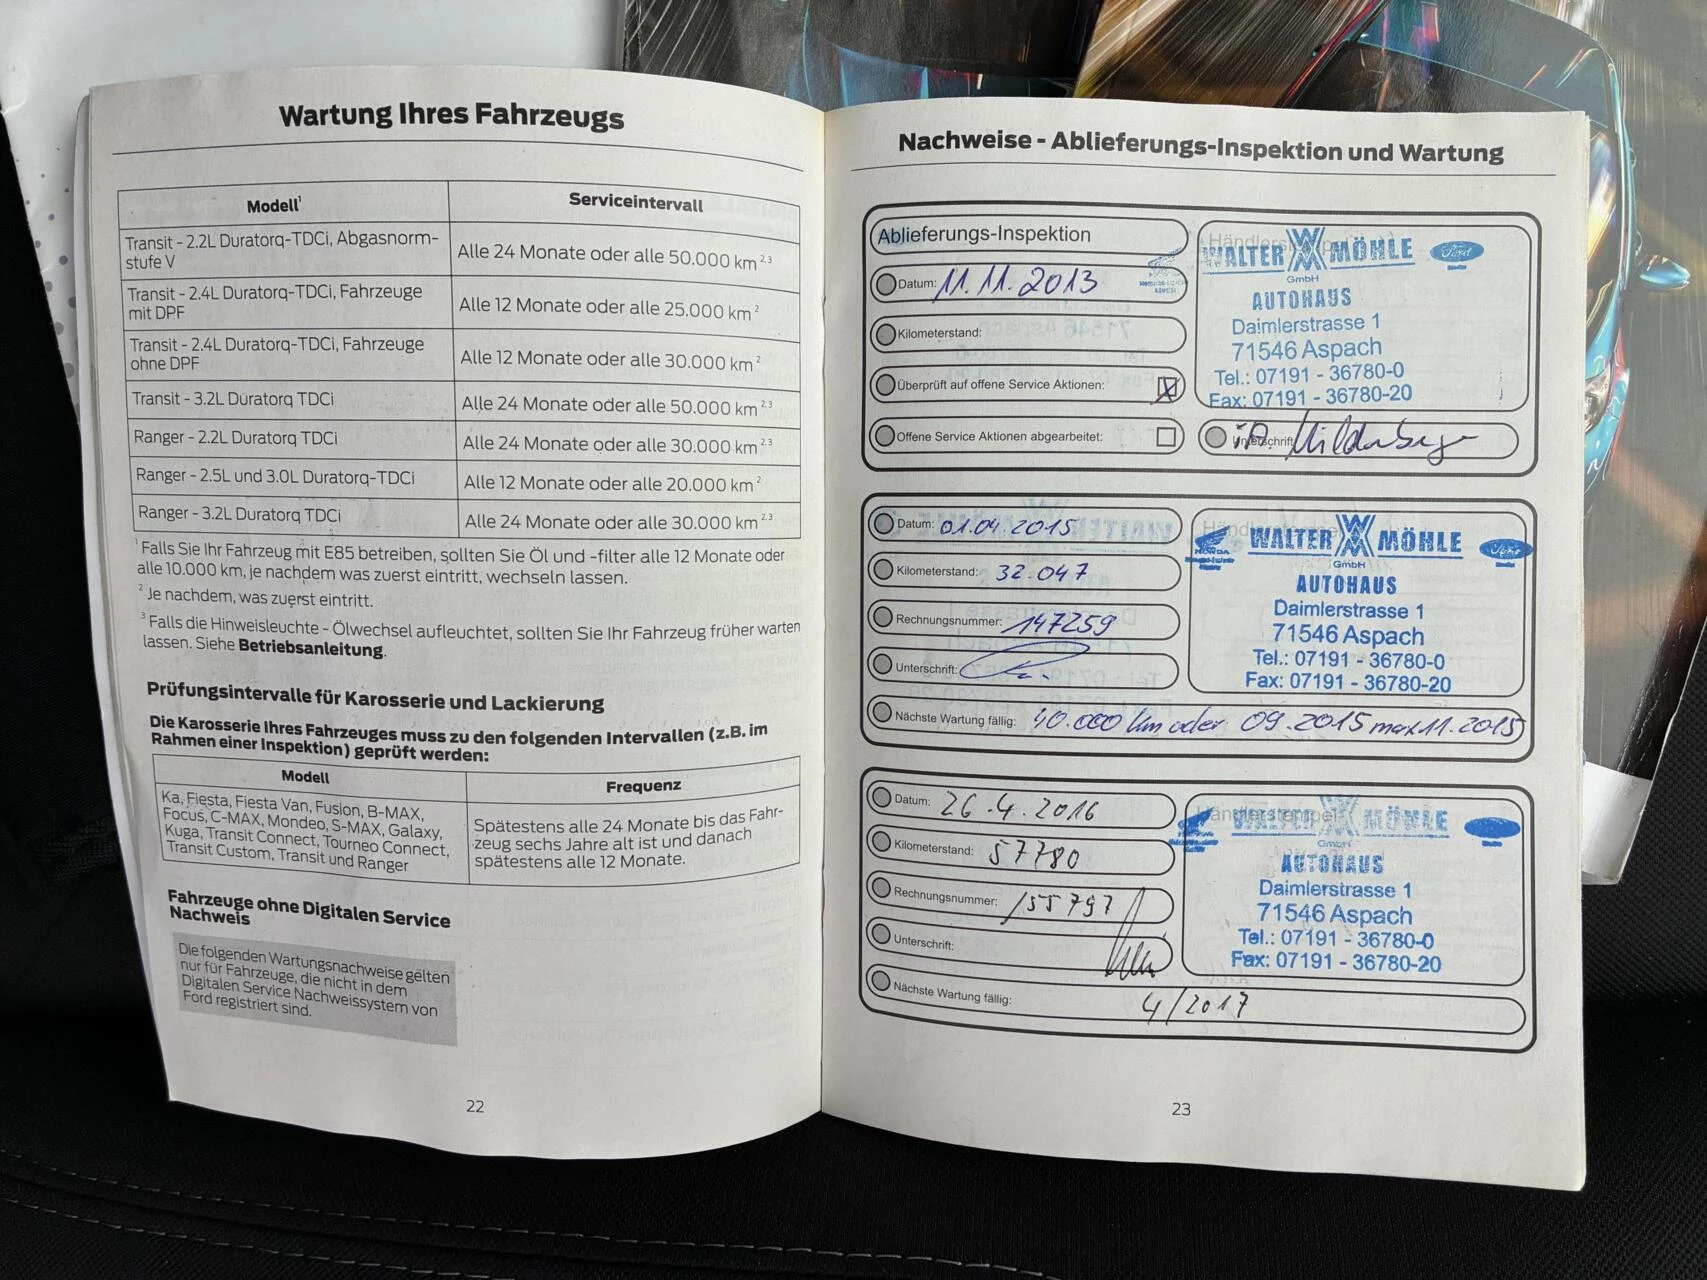 Wartung Ihres Fahrzeugs
Modell¹ Serviceintervall
Transit - 2.2L Duratorq-TDCi, Abgasnorm-
stufe V
Alle 24 Monate oder alle 50.000 km ²·³
Transit - 2.4L Duratorq-TDCi, Fahrzeuge
mit DPF
Alle 12 Monate oder alle 25.000 km ²
Transit - 2.4L Duratorq-TDCi, Fahrzeuge
ohne DPF
Alle 12 Monate oder alle 30.000 km ²
Transit - 3.2L Duratorq TDCi Alle 24 Monate oder alle 50.000 km ²·³
Ranger - 2.2L Duratorq TDCi Alle 24 Monate oder alle 30.000 km ²·³
Ranger - 2.5L und 3.0L Duratorq-TDCi Alle 12 Monate oder alle 20.000 km ²
Ranger - 3.2L Duratorq TDCi Alle 24 Monate oder alle 30.000 km ²·³
¹ Falls Sie Ihr Fahrzeug mit E85 betreiben, sollten Sie Öl und -filter alle 12 Monate oder
alle 10.000 km, je nachdem was zuerst eintritt, wechseln lassen.
² Je nachdem, was zuerst eintritt.
³ Falls die Hinweisleuchte - Ölwechsel aufleuchtet, sollten Sie Ihr Fahrzeug früher warten
lassen. Siehe Betriebsanleitung.
Prüfungsintervalle für Karosserie und Lackierung
Die Karosserie Ihres Fahrzeuges muss zu den folgenden Intervallen (z.B. im
Rahmen einer Inspektion) geprüft werden:
Modell Frequenz
Ka, Fiesta, Fiesta Van, Fusion, B-MAX,
Focus, C-MAX, Mondeo, S-MAX, Galaxy,
Kuga, Transit Connect, Tourneo Connect,
Transit Custom, Transit und Ranger
Spätestens alle 24 Monate bis das Fahr-
zeug sechs Jahre alt ist und danach
spätestens alle 12 Monate.
Fahrzeuge ohne Digitalen Service
Nachweis
Die folgenden Wartungsnachweise gelten
nur für Fahrzeuge, die nicht in dem
Digitalen Service Nachweissystem von
Ford registriert sind.
22
Nachweise - Ablieferungs-Inspektion und Wartung
Ablieferungs-Inspektion
Datum: 11.11.2013
Kilometerstand:
Überprüft auf offene Service Aktionen:
Offene Service Aktionen abgearbeitet:
WALTER MÖHLE Ford
GmbH
AUTOHAUS
Daimlerstrasse 1
71546 Aspach
Tel.: 07191 - 36780-0
Fax: 07191 - 36780-20
Unterschrift
Datum: 01.04.2015
Kilometerstand: 32.047
Rechnungsnummer: 147259
Unterschrift:
Nächste Wartung fällig: 40.000 km oder 09.2015 max 11.2015
HONDA WALTER MÖHLE Ford
GmbH
AUTOHAUS
Daimlerstrasse 1
71546 Aspach
Tel.: 07191 - 36780-0
Fax: 07191 - 36780-20
Datum: 26.4.2016
Kilometerstand: 57780
Rechnungsnummer: 155797
Unterschrift:
Nächste Wartung fällig: 4/2017
Händlerstempel
WALTER MÖHLE
GmbH
AUTOHAUS
Daimlerstrasse 1
71546 Aspach
Tel.: 07191 - 36780-0
Fax: 07191 - 36780-20
23